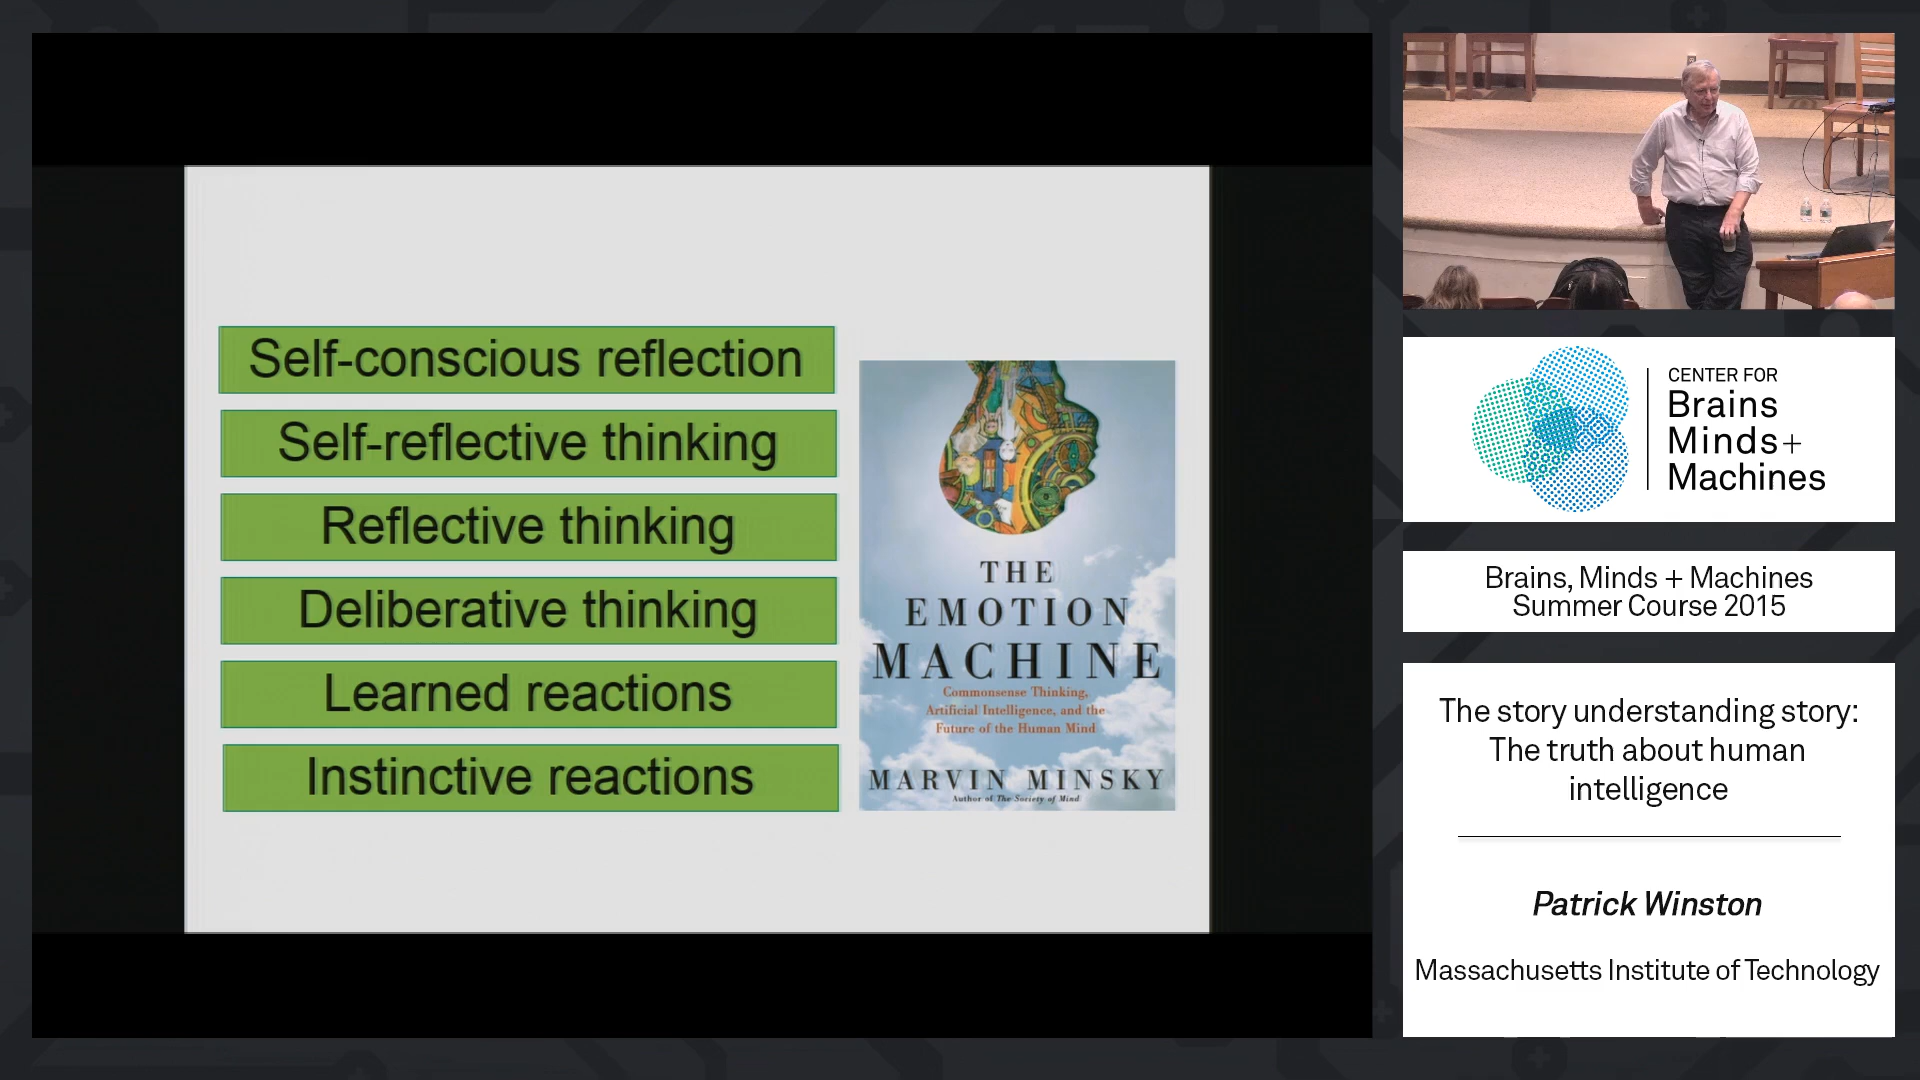 Self-conscious reflection
Self-reflective thinking
Reflective thinking
Deliberative thinking
Learned reactions
Instinctive reactions
THE
EMOTION
MACHINE
Commonsense Thinking,
Artificial Intelligence, and the
Future of the Human Mind
MARVIN MINSKY
Author of The Society of Mind
CENTER FOR
Brains
Minds+
Machines
Brains, Minds + Machines
Summer Course 2015
The story understanding story:
The truth about human
intelligence
Patrick Winston
Massachusetts Institute of Technology